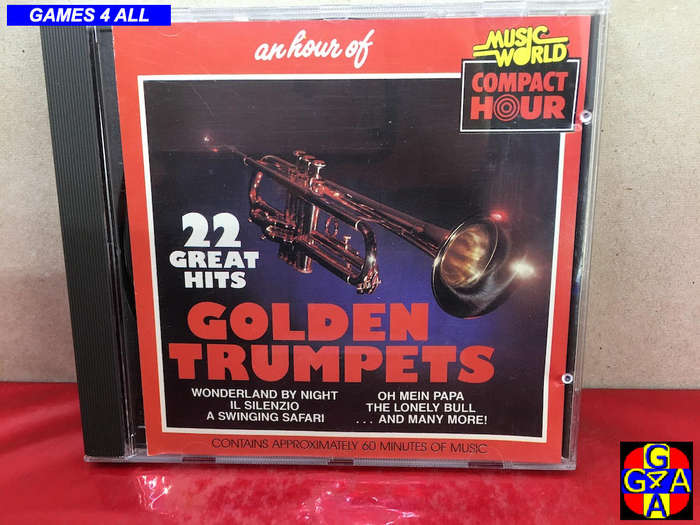 GAMES 4 ALL
an hour of
MUSIC
WORLD
COMPACT
HOUR
22
GREAT
HITS
GOLDEN
TRUMPETS
WONDERLAND BY NIGHT
IL SILENZIO
A SWINGING SAFARI
OH MEIN PAPA
THE LONELY BULL
. . . AND MANY MORE!
CONTAINS APPROXIMATELY 60 MINUTES OF MUSIC
G
G4A
A